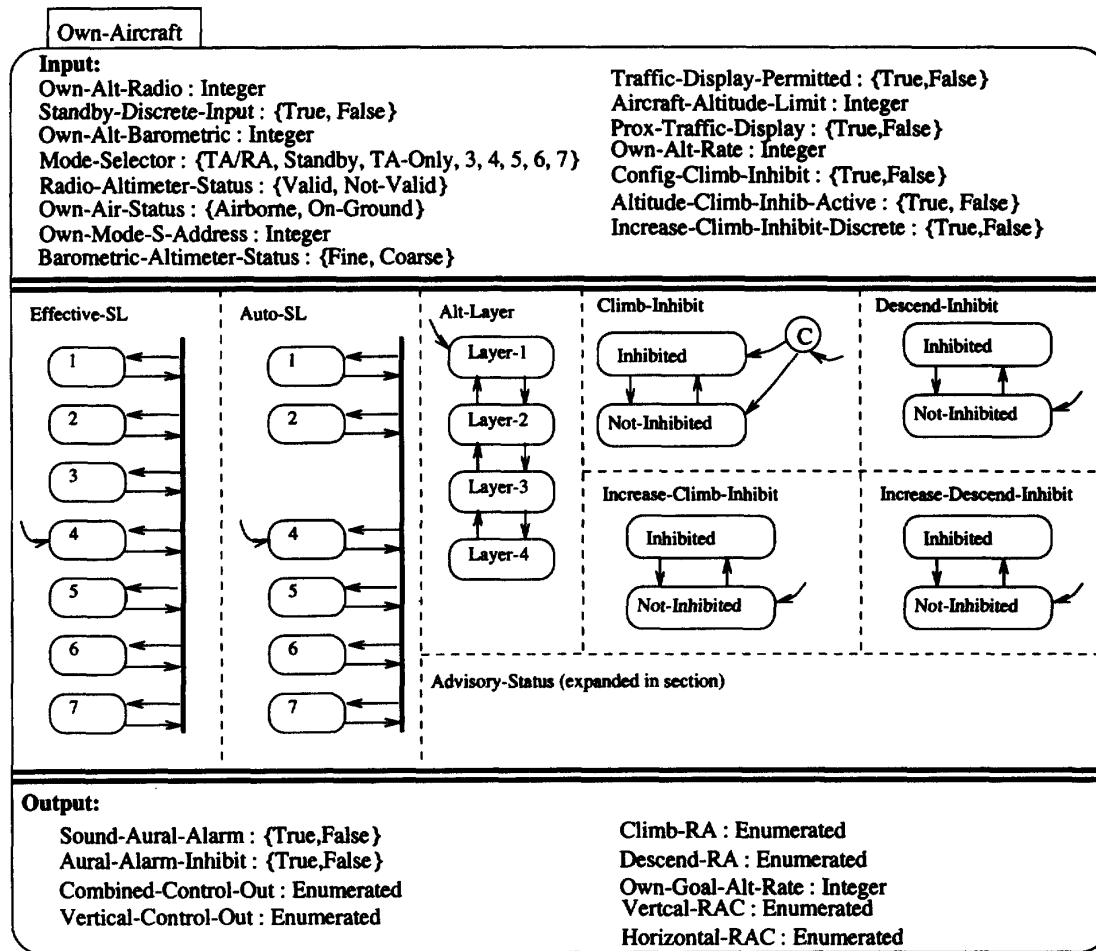 Own-Aircraft
Input:
Own-Alt-Radio : Integer
Standby-Discrete-Input : {True, False}
Own-Alt-Barometric : Integer
Mode-Selector : {TA/RA, Standby, TA-Only, 3, 4, 5, 6, 7}
Radio-Altimeter-Status : {Valid, Not-Valid}
Own-Air-Status : {Airborne, On-Ground}
Own-Mode-S-Address : Integer
Barometric-Altimeter-Status : {Fine, Coarse}
Traffic-Display-Permitted : {True,False}
Aircraft-Altitude-Limit : Integer
Prox-Traffic-Display : {True,False}
Own-Alt-Rate : Integer
Config-Climb-Inhibit : {True,False}
Altitude-Climb-Inhib-Active : {True, False}
Increase-Climb-Inhibit-Discrete : {True,False}
Effective-SL
1
2
3
4
5
6
7
Auto-SL
1
2
4
5
6
7
Alt-Layer
Layer-1
Layer-2
Layer-3
Layer-4
Climb-Inhibit
C
Inhibited
Not-Inhibited
Descend-Inhibit
Inhibited
Not-Inhibited
Increase-Climb-Inhibit
Inhibited
Not-Inhibited
Increase-Descend-Inhibit
Inhibited
Not-Inhibited
Advisory-Status (expanded in section)
Output:
Sound-Aural-Alarm : {True,False}
Aural-Alarm-Inhibit : {True,False}
Combined-Control-Out : Enumerated
Vertical-Control-Out : Enumerated
Climb-RA : Enumerated
Descend-RA : Enumerated
Own-Goal-Alt-Rate : Integer
Vertcal-RAC : Enumerated
Horizontal-RAC : Enumerated